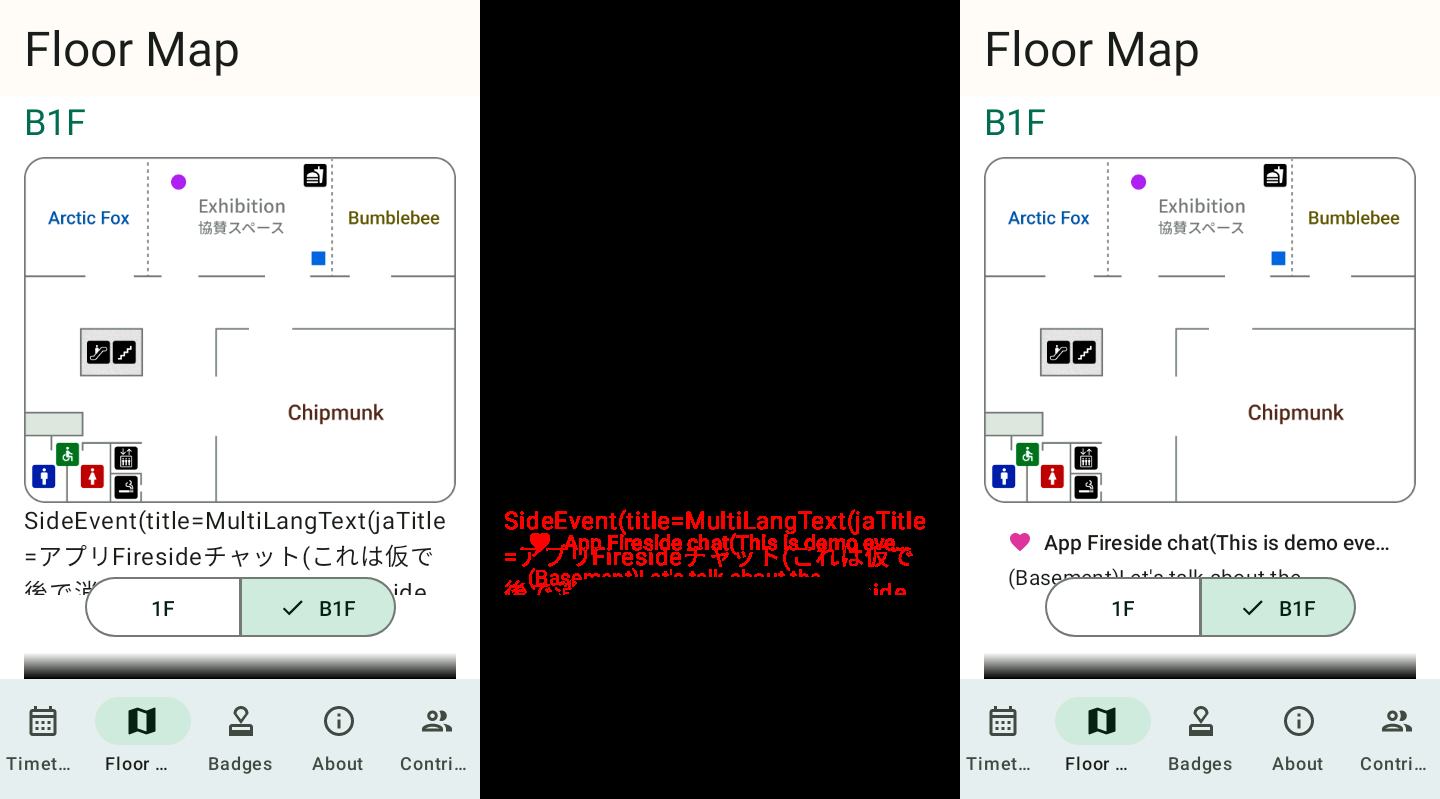 Floor Map
B1F
Arctic Fox
Exhibition
協賛スペース
Bumblebee
Chipmunk
SideEvent(title=MultiLangText(jaTitle
=アプリFiresideチャット(これは仮で
後で消
ide
1F
B1F
Timet…
Floor …
Badges
About
Contri…
SideEvent(title=MultiLangText(jaTitle
App Fireside chat(This is demo eve…
=アプリFiresideチャット(これは仮で
(Basement)Let's talk about the
後で消
ide
Floor Map
B1F
Arctic Fox
Exhibition
協賛スペース
Bumblebee
Chipmunk
App Fireside chat(This is demo eve…
(Basement)Let's talk about the
1F
B1F
Timet…
Floor …
Badges
About
Contri…